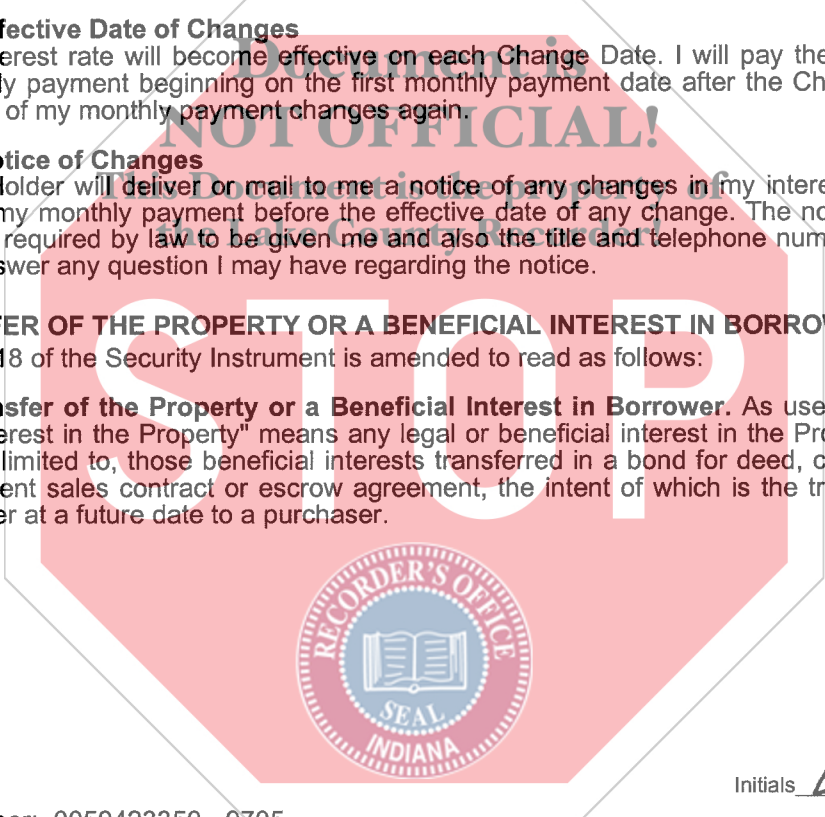 fective Date of Changes
erest rate will become effective on each Change Date. I will pay the
ly payment beginning on the first monthly payment date after the Ch
of my monthly payment changes again.
tice of Changes
Holder will deliver or mail to me a notice of any changes in my intere
my monthly payment before the effective date of any change. The no
required by law to be given me and also the title and telephone num
swer any question I may have regarding the notice.
FER OF THE PROPERTY OR A BENEFICIAL INTEREST IN BORROW
18 of the Security Instrument is amended to read as follows:
nsfer of the Property or a Beneficial Interest in Borrower. As use
erest in the Property" means any legal or beneficial interest in the Pro
limited to, those beneficial interests transferred in a bond for deed, c
ent sales contract or escrow agreement, the intent of which is the tr
er at a future date to a purchaser.
Document is
NOT OFFICIAL!
This Document is the property of
the Lake County Recorder!
STOP
RECORDER'S OFFICE
SEAL
INDIANA
Initials